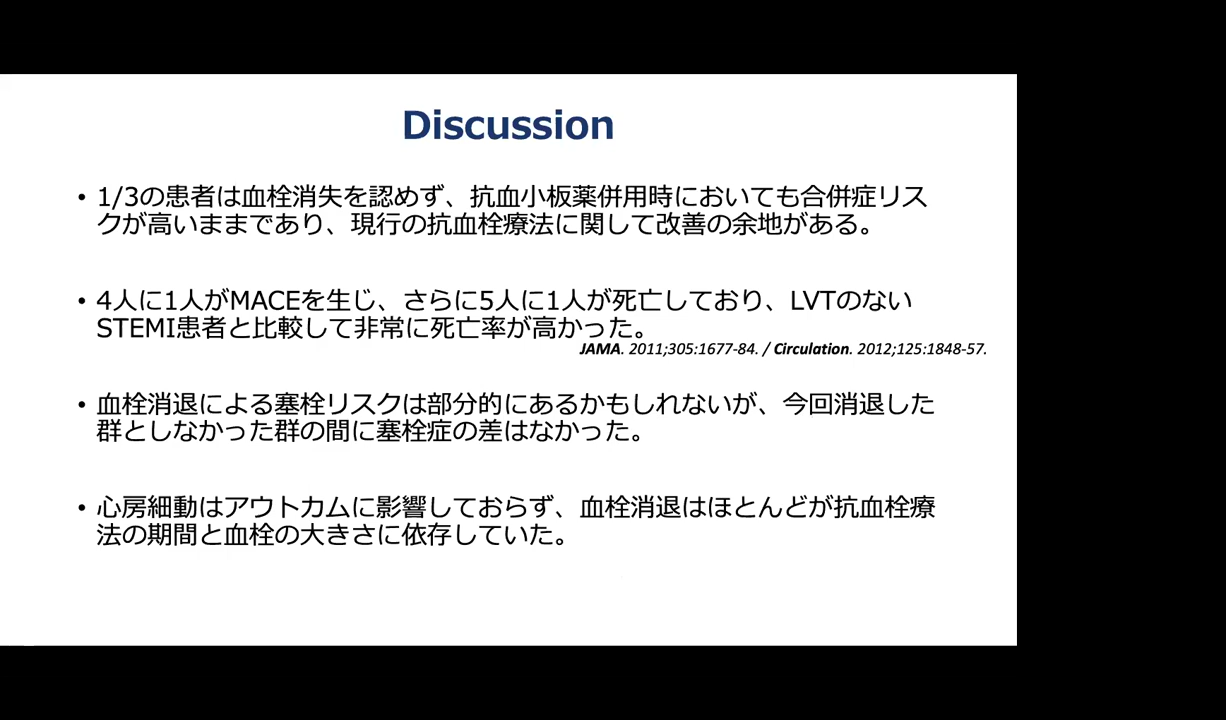 Discussion
• 1/3の患者は血栓消失を認めず、抗血小板薬併用時においても合併症リス
クが高いままであり、現行の抗血栓療法に関して改善の余地がある。
• 4人に1人がMACEを生じ、さらに5人に1人が死亡しており、LVTのない
STEMI患者と比較して非常に死亡率が高かった。
JAMA. 2011;305:1677-84. / Circulation. 2012;125:1848-57.
• 血栓消退による塞栓リスクは部分的にあるかもしれないが、今回消退した
群としなかった群の間に塞栓症の差はなかった。
• 心房細動はアウトカムに影響しておらず、血栓消退はほとんどが抗血栓療
法の期間と血栓の大きさに依存していた。